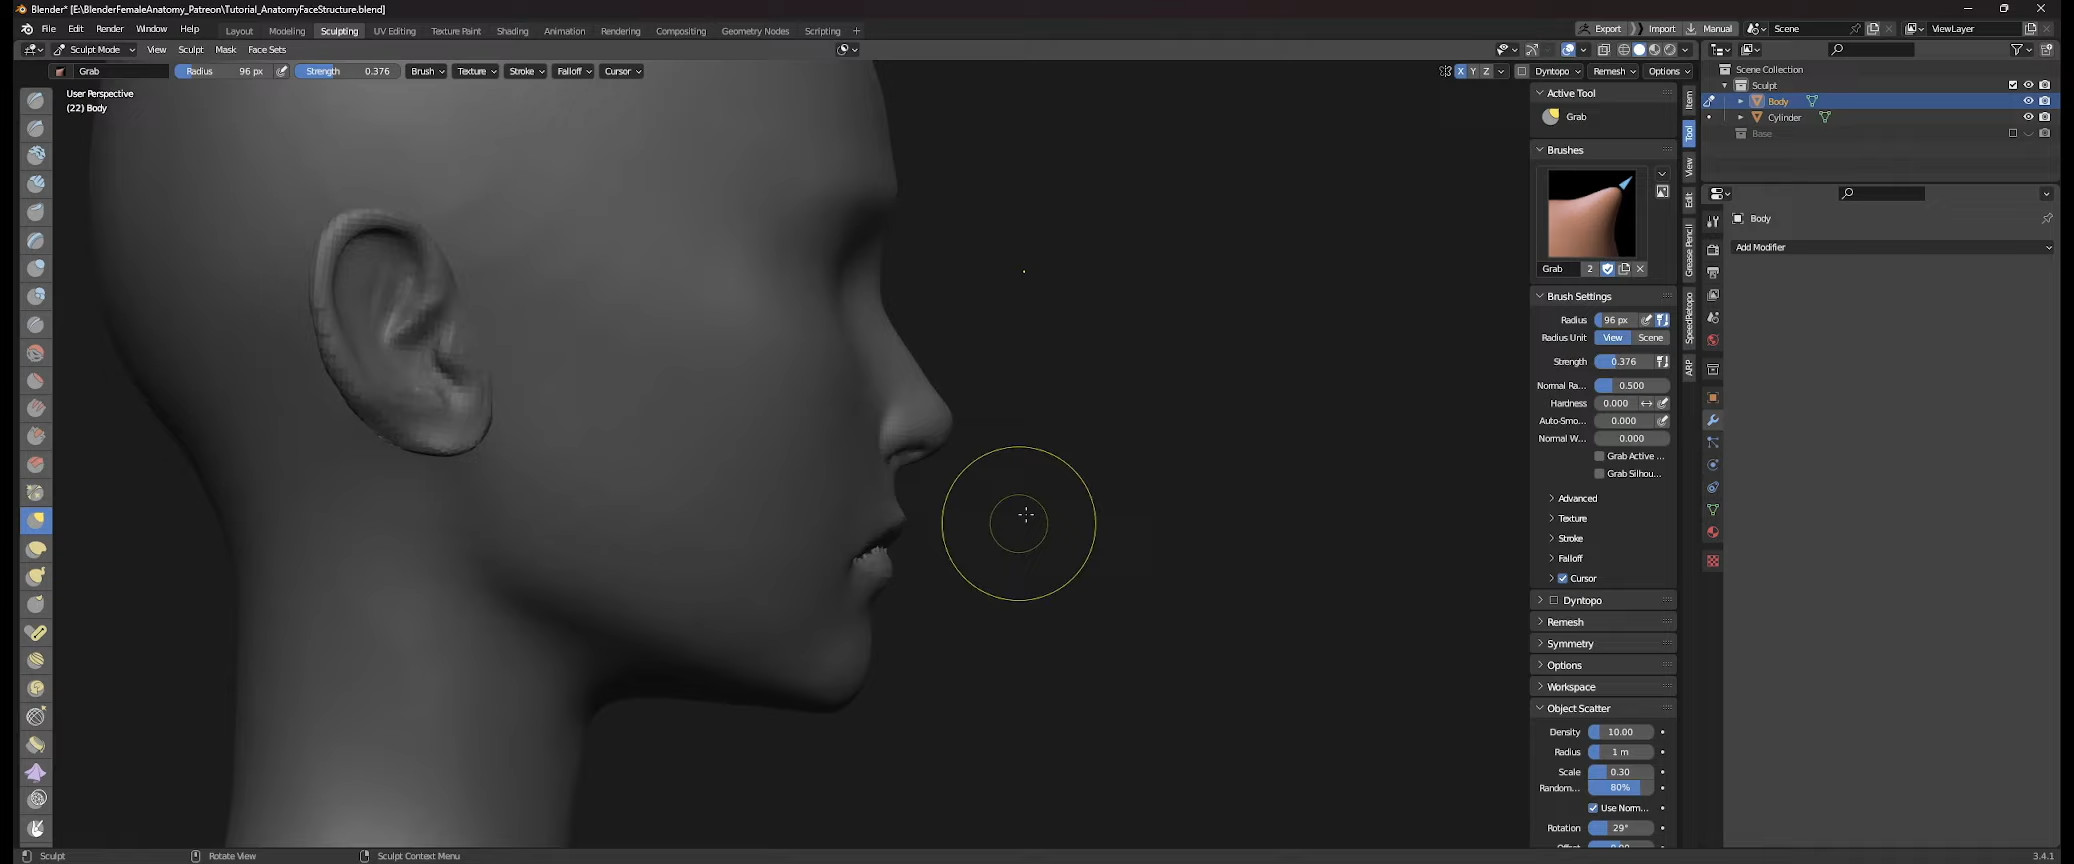 Blender* [E:\BlenderFemaleAnatomy_Patreon\Tutorial_AnatomyFaceStructure.blend]
File Edit Render Window Help Layout Modeling Sculpting UV Editing Texture Paint Shading Animation Rendering Compositing Geometry Nodes Scripting + Export Import Manual Scene ViewLayer
Sculpt Mode View Sculpt Mask Face Sets
Grab Radius 96 px Strength 0.376 Brush Texture Stroke Falloff Cursor X Y Z Dyntopo Remesh Options
User Perspective
(22) Body
Scene Collection
Sculpt
Body
Cylinder
Base
Body
Add Modifier
Item
Tool
View
Edit
Grease Pencil
SpeedRetopo
ARP
Active Tool
Grab
Brushes
Grab 2
Brush Settings
Radius 96 px
Radius Unit View Scene
Strength 0.376
Normal Ra... 0.500
Hardness 0.000
Auto-Smo... 0.000
Normal W... 0.000
Grab Active ...
Grab Silhou...
Advanced
Texture
Stroke
Falloff
Cursor
Dyntopo
Remesh
Symmetry
Options
Workspace
Object Scatter
Density 10.00
Radius 1 m
Scale 0.30
Random... 80%
Use Norm...
Rotation 29°
Sculpt Rotate View Sculpt Context Menu 3.4.1